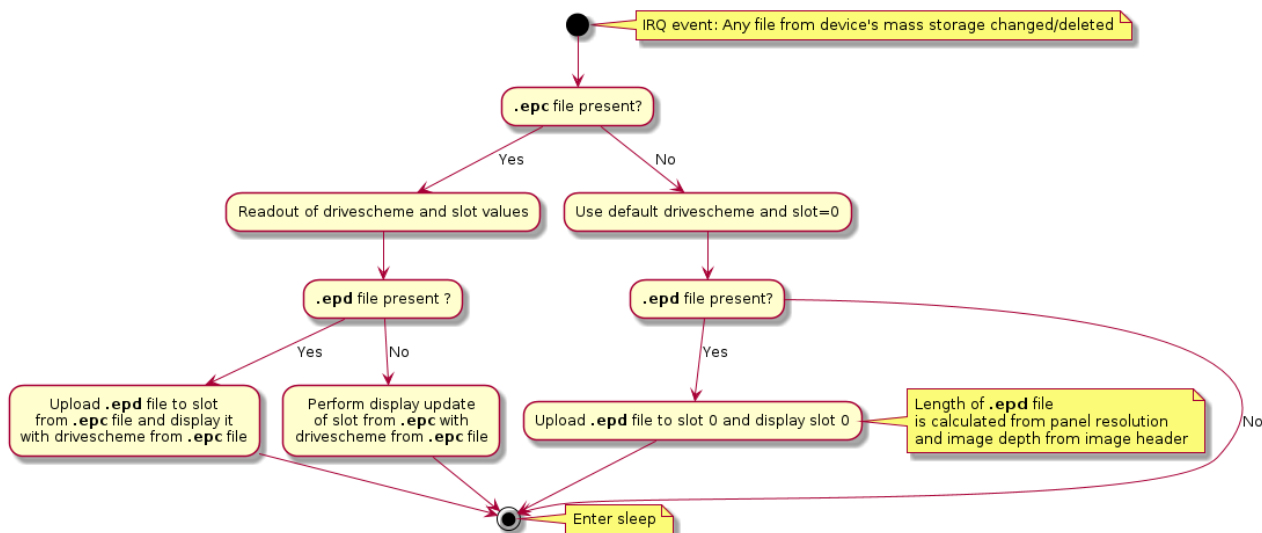 IRQ event: Any file from device's mass storage changed/deleted
.epc file present?
Yes
No
Readout of drivescheme and slot values
Use default drivescheme and slot=0
.epd file present ?
.epd file present?
Yes
No
Yes
Upload .epd file to slot
from .epc file and display it
with drivescheme from .epc file
Perform display update
of slot from .epc with
drivescheme from .epc file
Upload .epd file to slot 0 and display slot 0
Length of .epd file
is calculated from panel resolution
and image depth from image header
No
Enter sleep